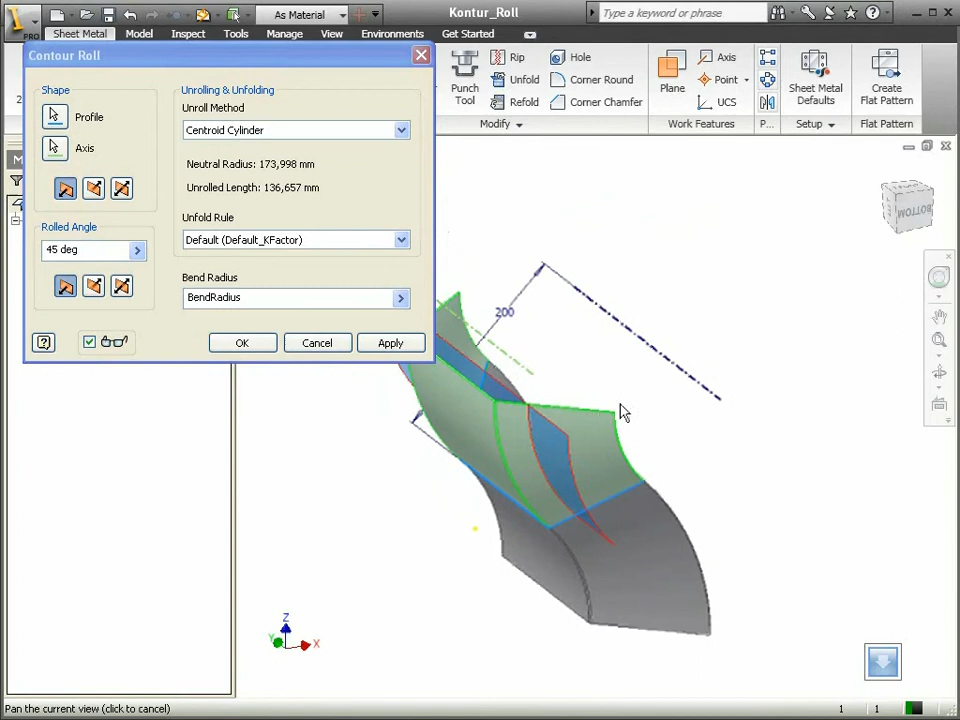 PRO
As Material
Kontur_Roll
Type a keyword or phrase
Sheet Metal
Model
Inspect
Tools
Manage
View
Environments
Get Started
Contour Roll
Shape
Profile
Axis
Rolled Angle
45 deg
Unrolling & Unfolding
Unroll Method
Centroid Cylinder
Neutral Radius: 173,998 mm
Unrolled Length: 136,657 mm
Unfold Rule
Default (Default_KFactor)
Bend Radius
BendRadius
OK
Cancel
Apply
Punch
Tool
Rip
Unfold
Refold
Hole
Corner Round
Corner Chamfer
Modify
Plane
Axis
Point
UCS
Work Features
P...
Sheet Metal
Defaults
Setup
Create
Flat Pattern
Flat Pattern
BOTTOM
200
Z
Y
X
Pan the current view (click to cancel)
1
1